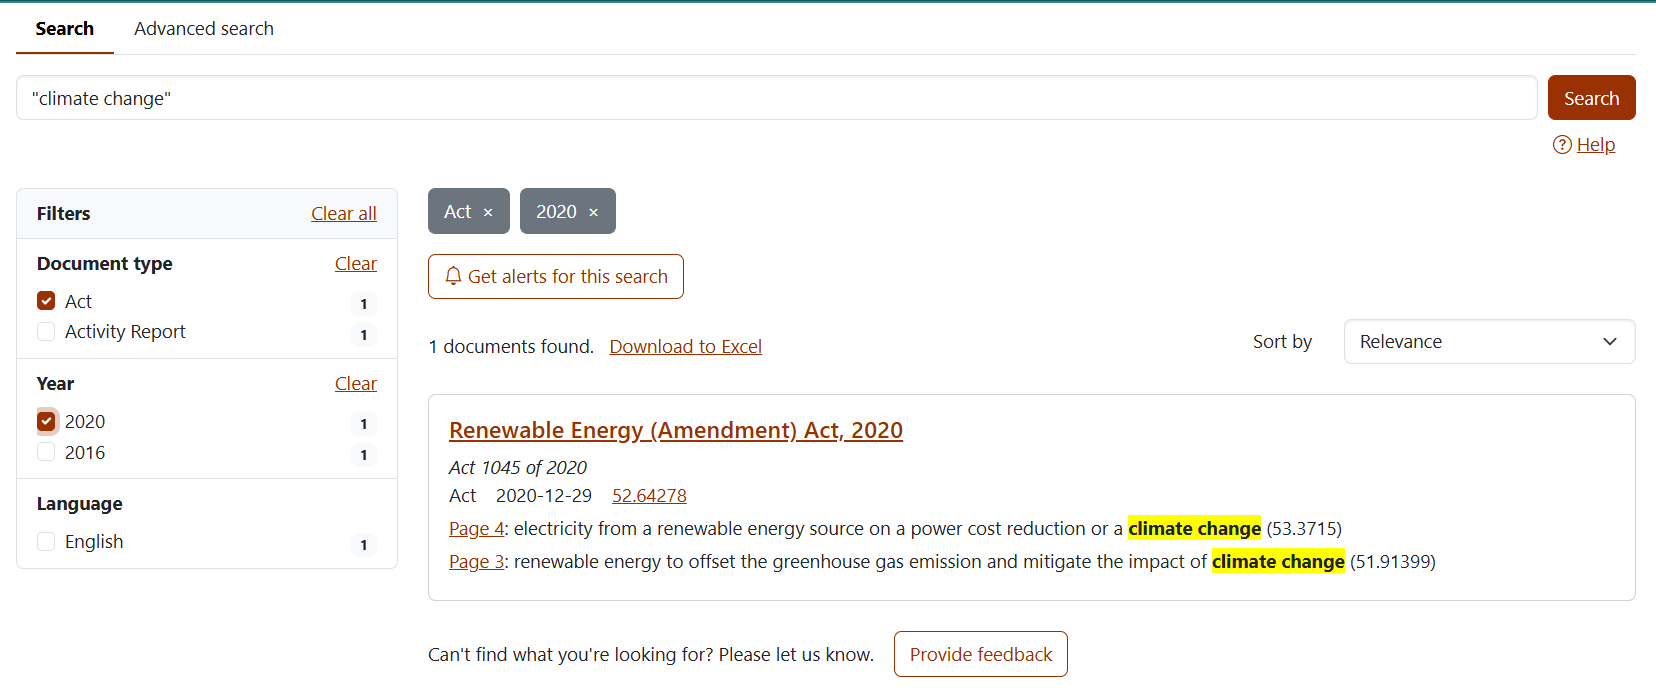 Search Advanced search
"climate change" Search
Help
Filters Clear all
Document type Clear
Act 1
Activity Report 1
Year Clear
2020 1
2016 1
Language
English 1
Act × 2020 ×
Get alerts for this search
1 documents found. Download to Excel Sort by Relevance
Renewable Energy (Amendment) Act, 2020
Act 1045 of 2020
Act 2020-12-29 52.64278
Page 4: electricity from a renewable energy source on a power cost reduction or a climate change (53.3715)
Page 3: renewable energy to offset the greenhouse gas emission and mitigate the impact of climate change (51.91399)
Can't find what you're looking for? Please let us know. Provide feedback